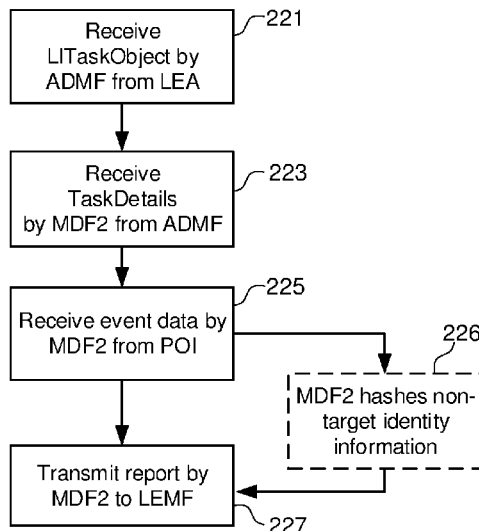 Receive
LITaskObject by
ADMF from LEA
221
Receive
TaskDetails
by MDF2 from ADMF
223
Receive event data by
MDF2 from POI
225
226
MDF2 hashes non-
target identity
information
Transmit report by
MDF2 to LEMF
227